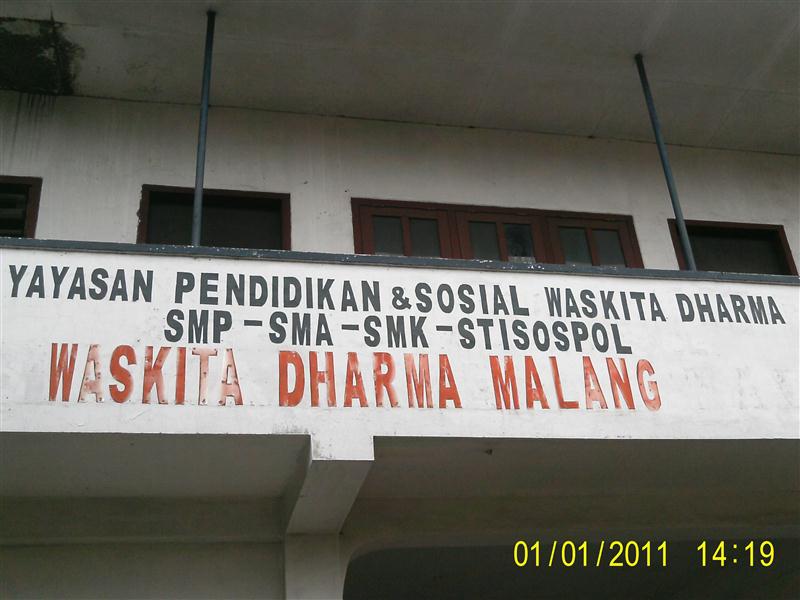 YAYASAN PENDIDIKAN & SOSIAL WASKITA DHARMA
SMP - SMA - SMK - STISOSPOL
WASKITA DHARMA MALANG
01/01/2011 14:19